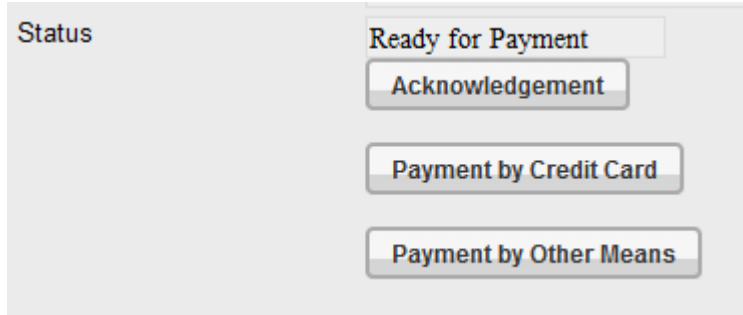 Status
Ready for Payment
Acknowledgement
Payment by Credit Card
Payment by Other Means